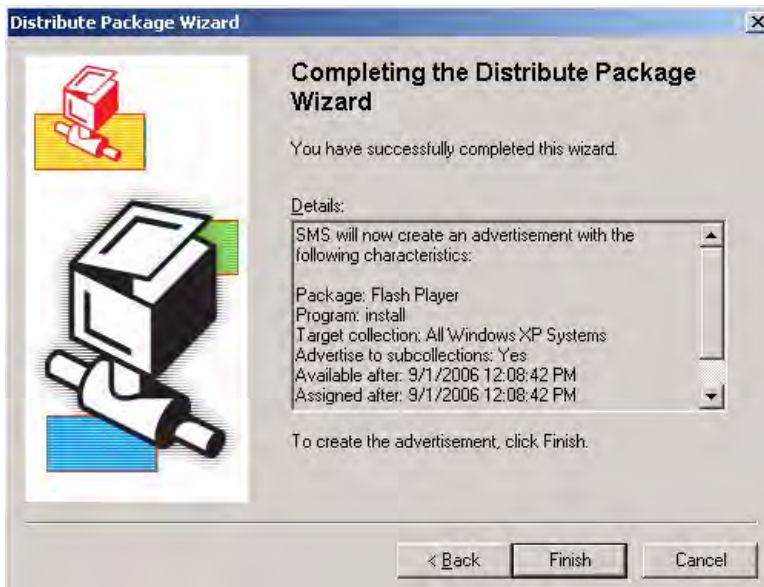 Distribute Package Wizard
Completing the Distribute Package
Wizard
You have successfully completed this wizard.
Details:
SMS will now create an advertisement with the
following characteristics:
Package: Flash Player
Program: install
Target collection: All Windows XP Systems
Advertise to subcollections: Yes
Available after: 9/1/2006 12:08:42 PM
Assigned after: 9/1/2006 12:08:42 PM
To create the advertisement, click Finish.
< Back Finish Cancel